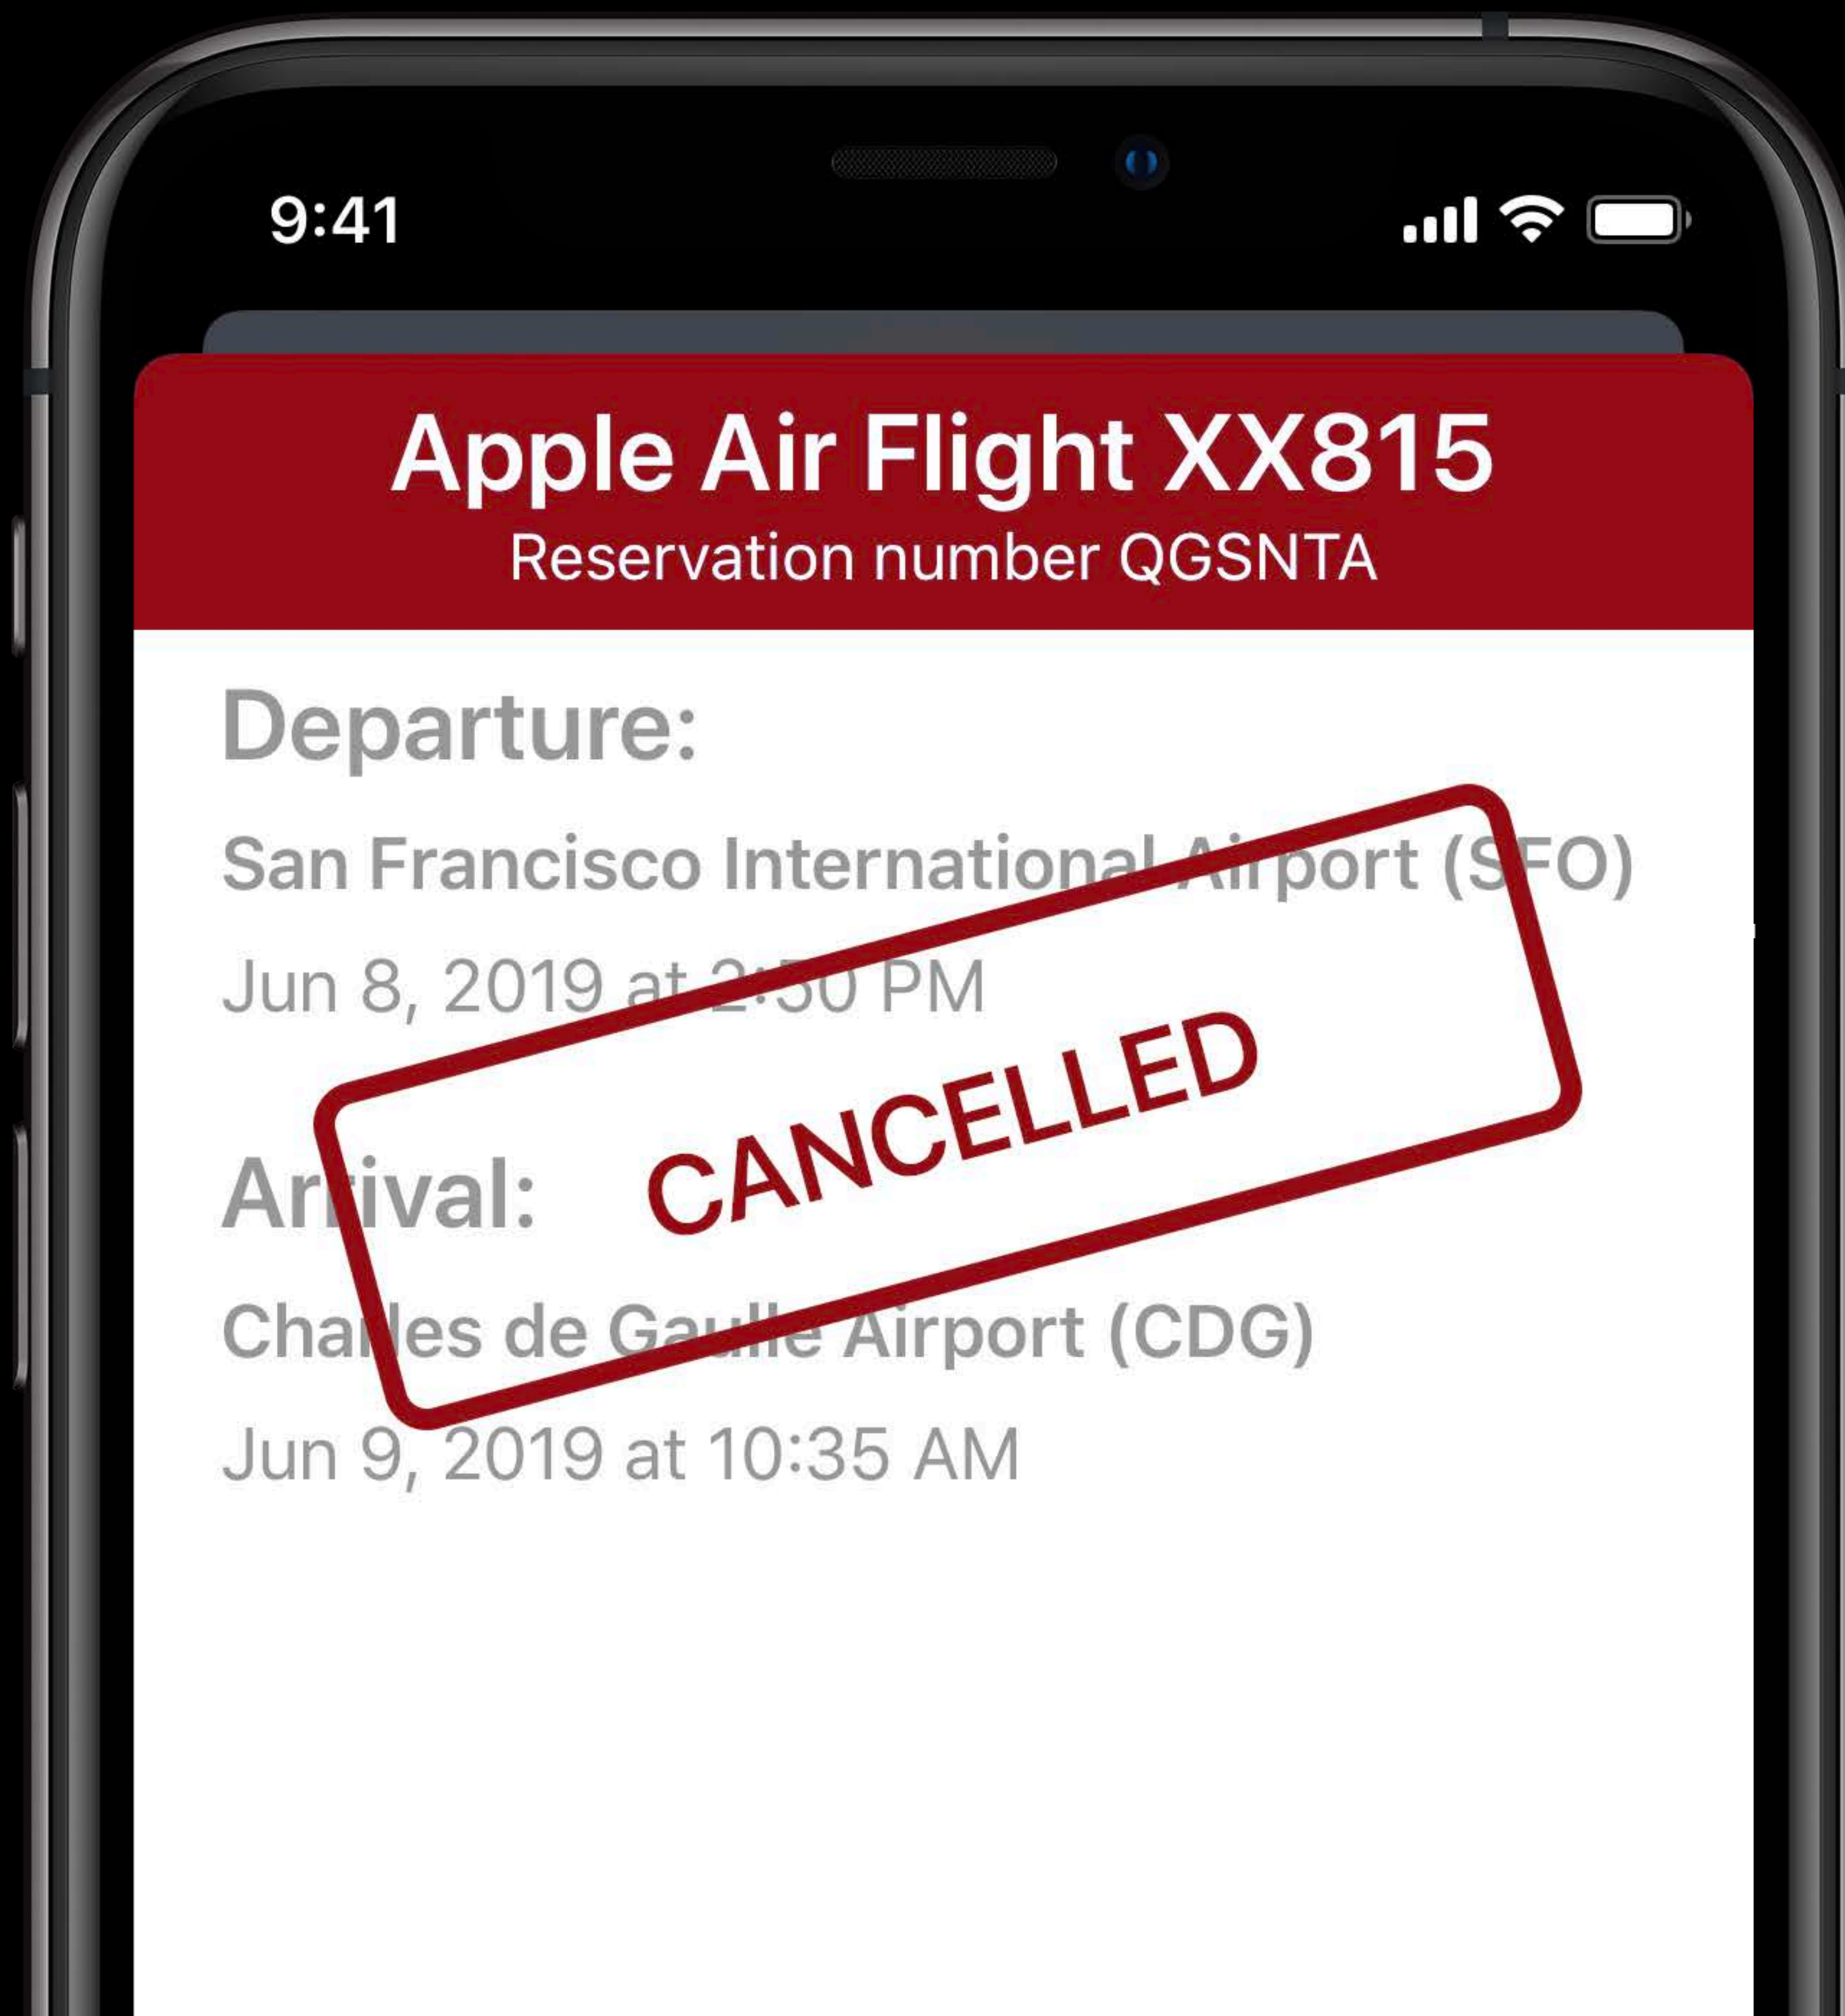 9:41
Apple Air Flight XX815
Reservation number QGSNTA
Departure:
San Francisco International Airport (SFO)
Jun 8, 2019 at 2:50 PM
CANCELLED
Arrival:
Charles de Gaulle Airport (CDG)
Jun 9, 2019 at 10:35 AM